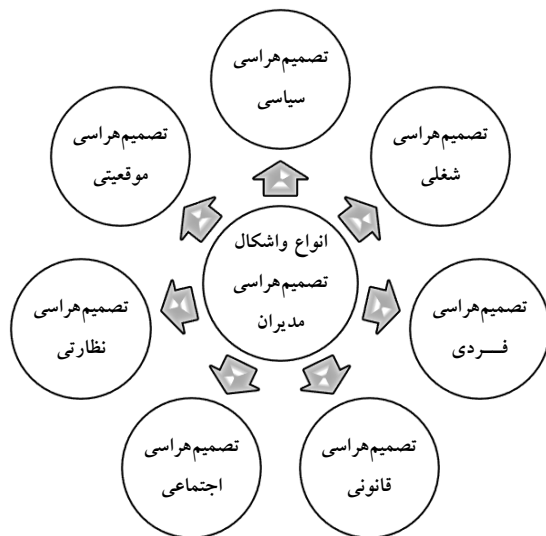 تصمیم‌هراسی
سیاسی
تصمیم‌هراسی
شغلی
تصمیم‌هراسی
موقعیتی
انواع واشکال
تصمیم‌هراسی
مدیران
تصمیم‌هراسی
فـــردی
تصمیم‌هراسی
نظارتی
تصمیم‌هراسی
قانونی
تصمیم‌هراسی
اجتماعی